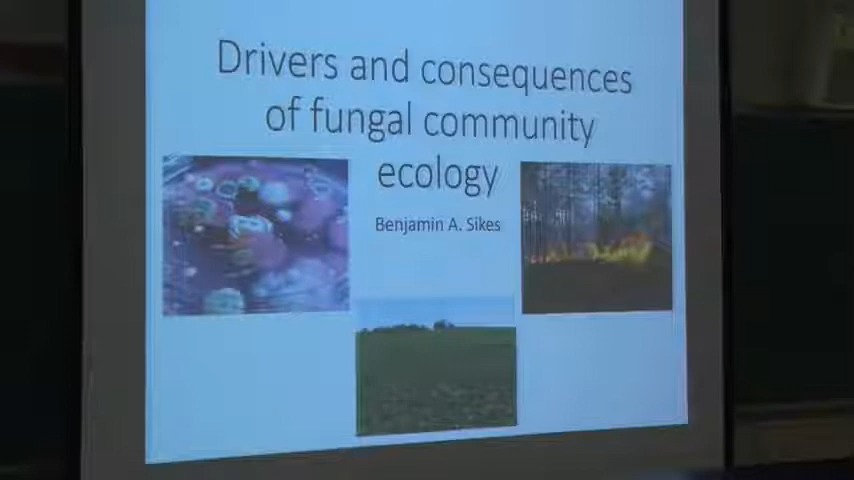 Drivers and consequences
of fungal community
ecology
Benjamin A. Sikes